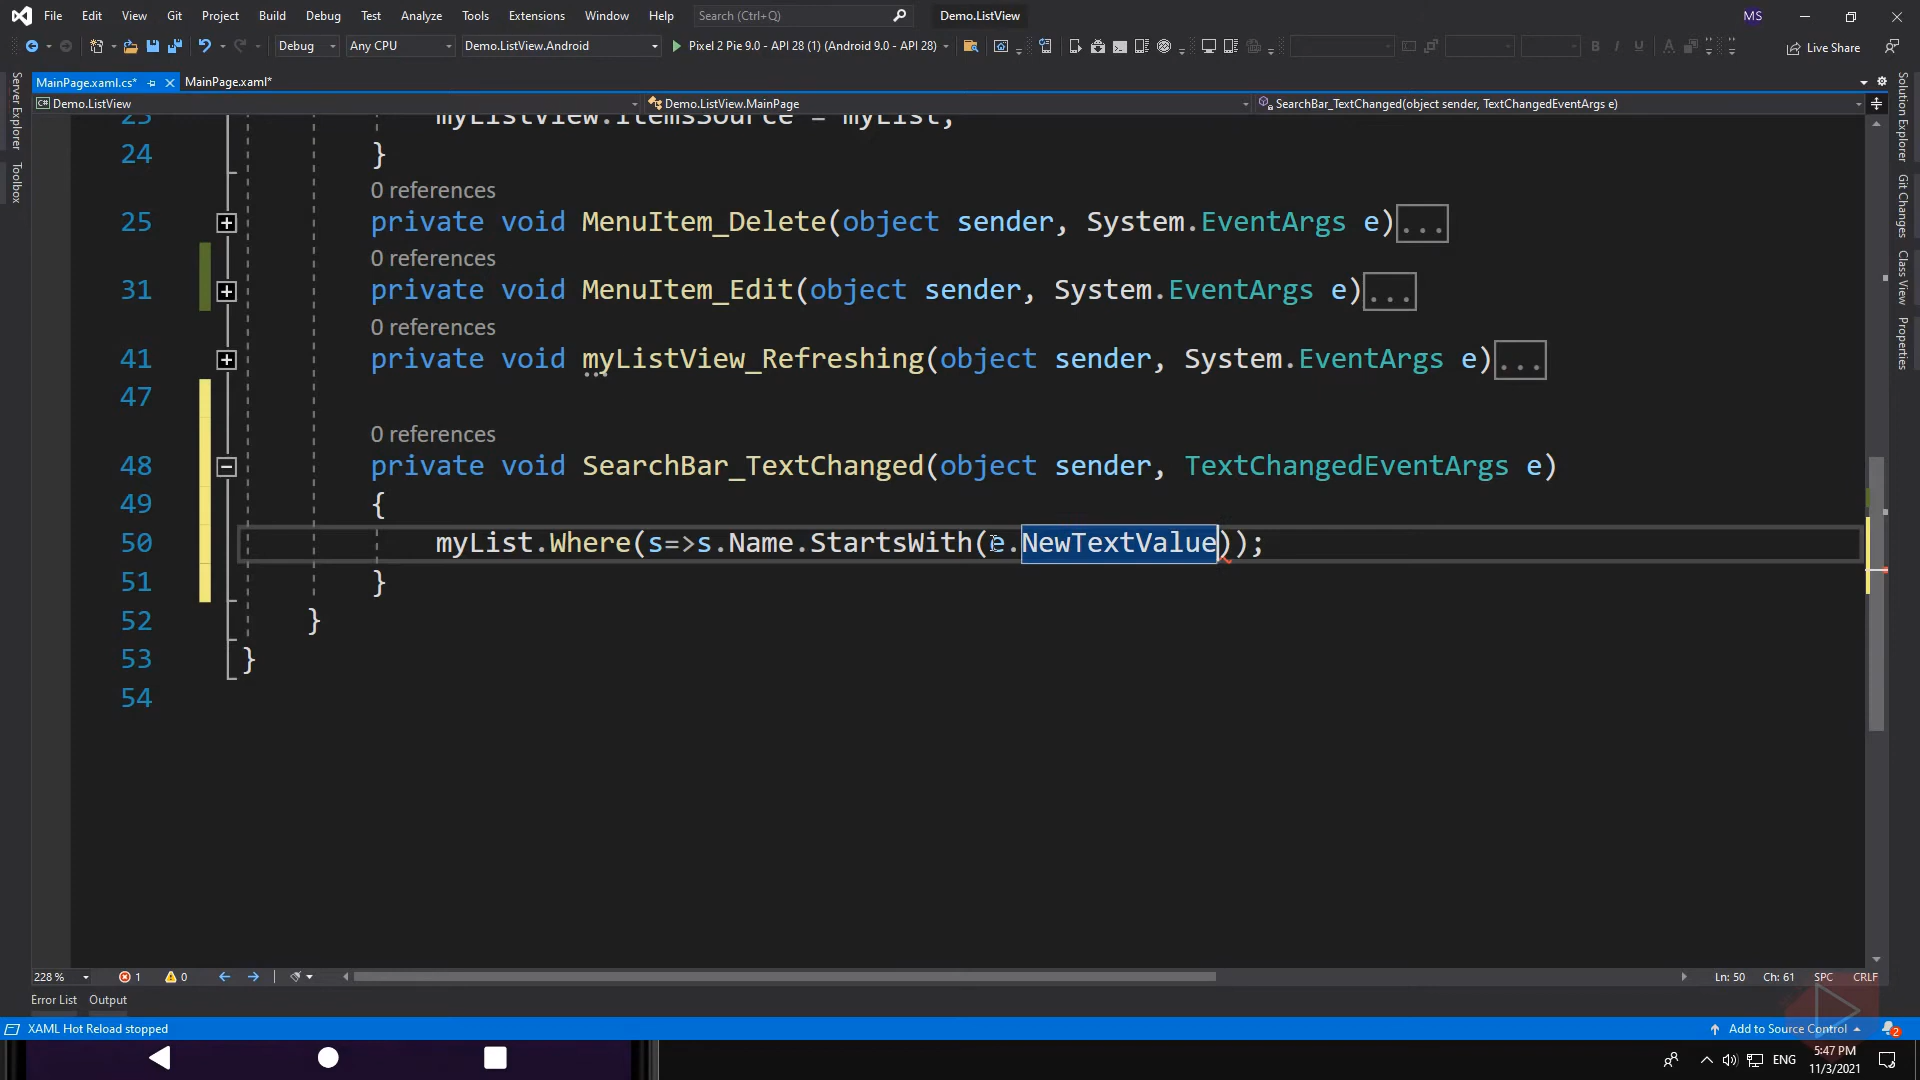 File Edit View Git Project Build Debug Test Analyze Tools Extensions Window Help Search (Ctrl+Q) Demo.ListView MS
Debug Any CPU Demo.ListView.Android Pixel 2 Pie 9.0 - API 28 (1) (Android 9.0 - API 28) Live Share
MainPage.xaml.cs* MainPage.xaml*
Demo.ListView Demo.ListView.MainPage SearchBar_TextChanged(object sender, TextChangedEventArgs e)
Server Explorer
Toolbox
Solution Explorer
Git Changes
Class View
Properties
23 myListView.ItemsSource = myList;
24 }
0 references
25 private void MenuItem_Delete(object sender, System.EventArgs e)...
0 references
31 private void MenuItem_Edit(object sender, System.EventArgs e)...
0 references
41 private void myListView_Refreshing(object sender, System.EventArgs e)...
47
0 references
48 private void SearchBar_TextChanged(object sender, TextChangedEventArgs e)
49 {
50 myList.Where(s=>s.Name.StartsWith(e.NewTextValue));
51 }
52 }
53 }
54
228 % 1 0 Ln: 50 Ch: 61 SPC CRLF
Error List Output
XAML Hot Reload stopped Add to Source Control 2
ENG 5:47 PM
11/3/2021